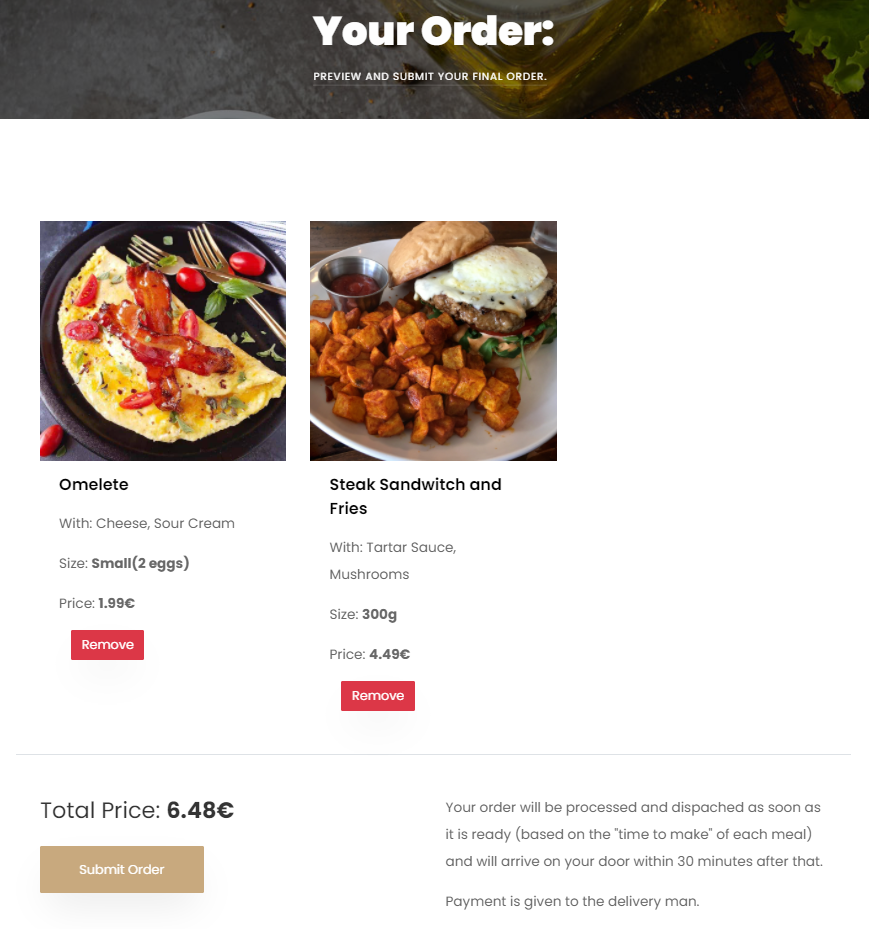 Your Order:
PREVIEW AND SUBMIT YOUR FINAL ORDER.
Omelete
With: Cheese, Sour Cream
Size: Small(2 eggs)
Price: 1.99€
Remove
Steak Sandwitch and
Fries
With: Tartar Sauce,
Mushrooms
Size: 300g
Price: 4.49€
Remove
Total Price: 6.48€
Submit Order
Your order will be processed and dispached as soon as
it is ready (based on the "time to make" of each meal)
and will arrive on your door within 30 minutes after that.
Payment is given to the delivery man.